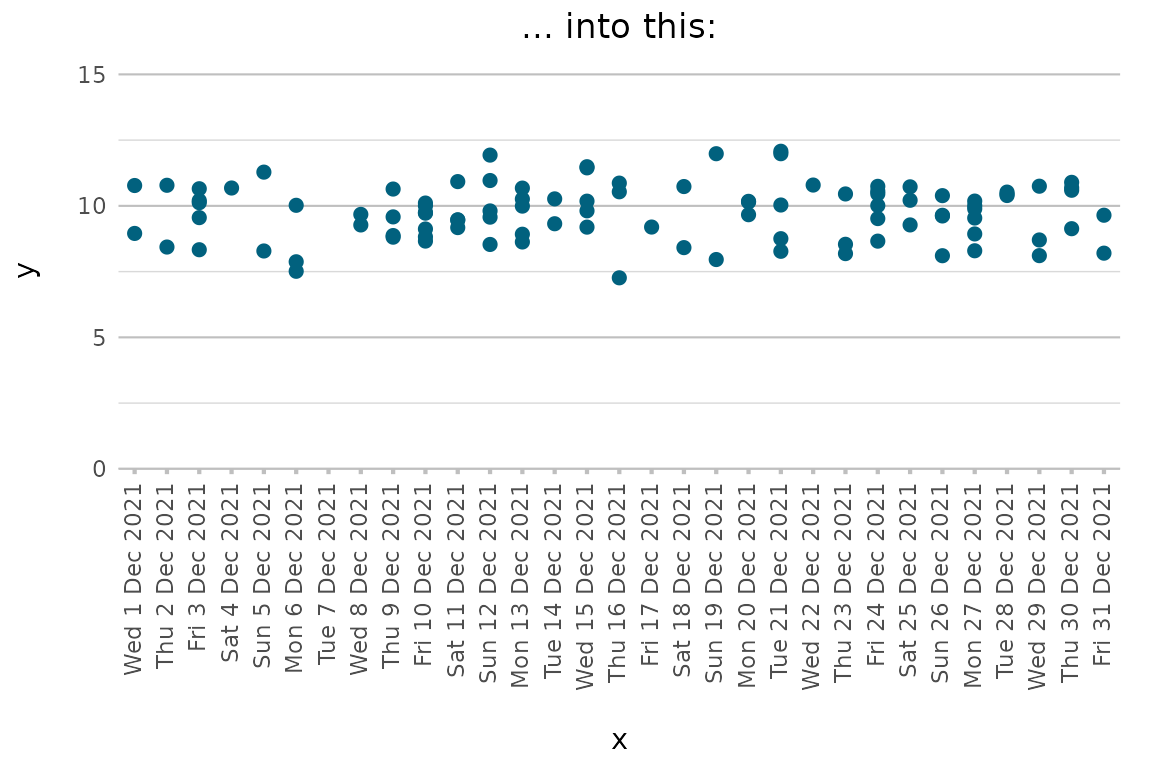 ... into this:
15
10
5
0
y
Wed 1 Dec 2021
Thu 2 Dec 2021
Fri 3 Dec 2021
Sat 4 Dec 2021
Sun 5 Dec 2021
Mon 6 Dec 2021
Tue 7 Dec 2021
Wed 8 Dec 2021
Thu 9 Dec 2021
Fri 10 Dec 2021
Sat 11 Dec 2021
Sun 12 Dec 2021
Mon 13 Dec 2021
Tue 14 Dec 2021
Wed 15 Dec 2021
Thu 16 Dec 2021
Fri 17 Dec 2021
Sat 18 Dec 2021
Sun 19 Dec 2021
Mon 20 Dec 2021
Tue 21 Dec 2021
Wed 22 Dec 2021
Thu 23 Dec 2021
Fri 24 Dec 2021
Sat 25 Dec 2021
Sun 26 Dec 2021
Mon 27 Dec 2021
Tue 28 Dec 2021
Wed 29 Dec 2021
Thu 30 Dec 2021
Fri 31 Dec 2021
x